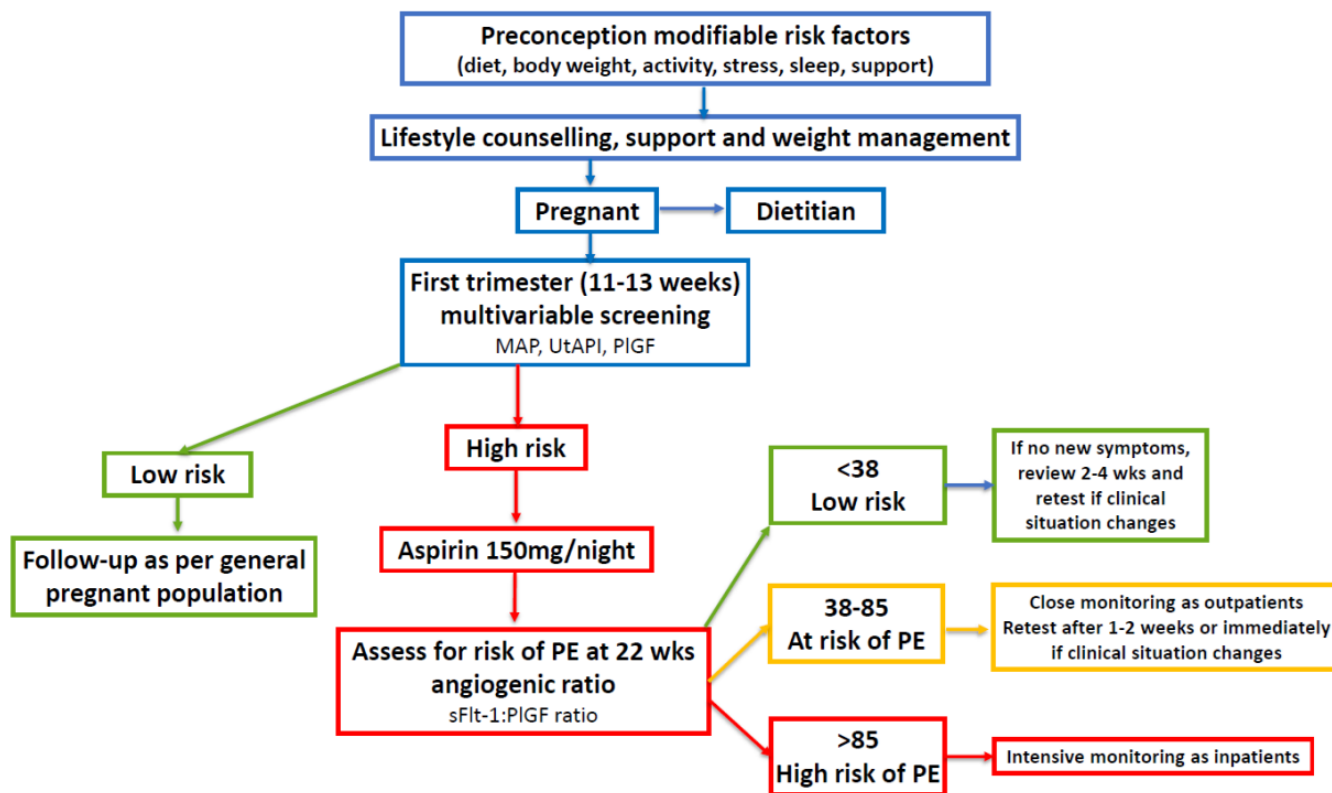 Preconception modifiable risk factors
(diet, body weight, activity, stress, sleep, support)
Lifestyle counselling, support and weight management
Pregnant
Dietitian
First trimester (11-13 weeks)
multivariable screening
MAP, UtAPI, PlGF
Low risk
Follow-up as per general
pregnant population
High risk
Aspirin 150mg/night
Assess for risk of PE at 22 wks
angiogenic ratio
sFlt-1:PlGF ratio
<38
Low risk
If no new symptoms,
review 2-4 wks and
retest if clinical
situation changes
38-85
At risk of PE
Close monitoring as outpatients
Retest after 1-2 weeks or immediately
if clinical situation changes
>85
High risk of PE
Intensive monitoring as inpatients